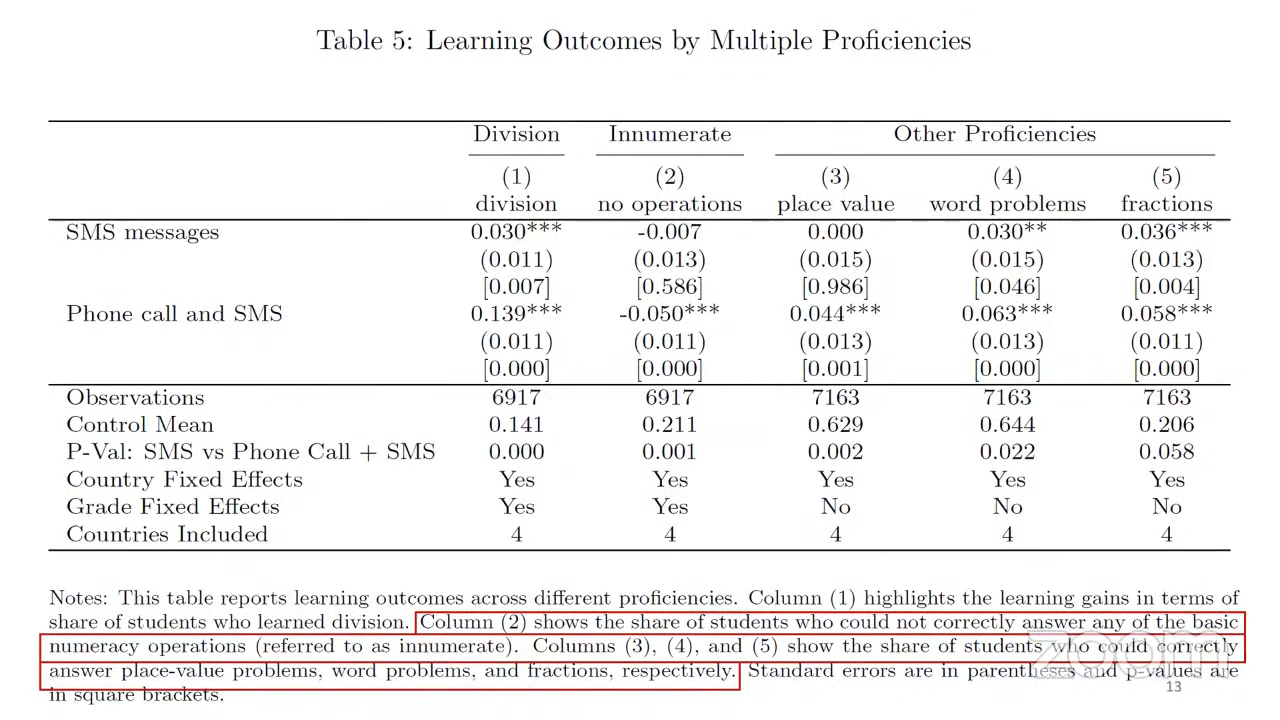 Table 5: Learning Outcomes by Multiple Proficiencies
Division Innumerate Other Proficiencies
(1) (2) (3) (4) (5)
division no operations place value word problems fractions
SMS messages 0.030*** -0.007 0.000 0.030** 0.036***
(0.011) (0.013) (0.015) (0.015) (0.013)
[0.007] [0.586] [0.986] [0.046] [0.004]
Phone call and SMS 0.139*** -0.050*** 0.044*** 0.063*** 0.058***
(0.011) (0.011) (0.013) (0.013) (0.011)
[0.000] [0.000] [0.001] [0.000] [0.000]
Observations 6917 6917 7163 7163 7163
Control Mean 0.141 0.211 0.629 0.644 0.206
P-Val: SMS vs Phone Call + SMS 0.000 0.001 0.002 0.022 0.058
Country Fixed Effects Yes Yes Yes Yes Yes
Grade Fixed Effects Yes Yes No No No
Countries Included 4 4 4 4 4
Notes: This table reports learning outcomes across different proficiencies. Column (1) highlights the learning gains in terms of
share of students who learned division. Column (2) shows the share of students who could not correctly answer any of the basic
numeracy operations (referred to as innumerate). Columns (3), (4), and (5) show the share of students who could correctly
answer place-value problems, word problems, and fractions, respectively. Standard errors are in parentheses and p-values are
in square brackets.
zoom
13